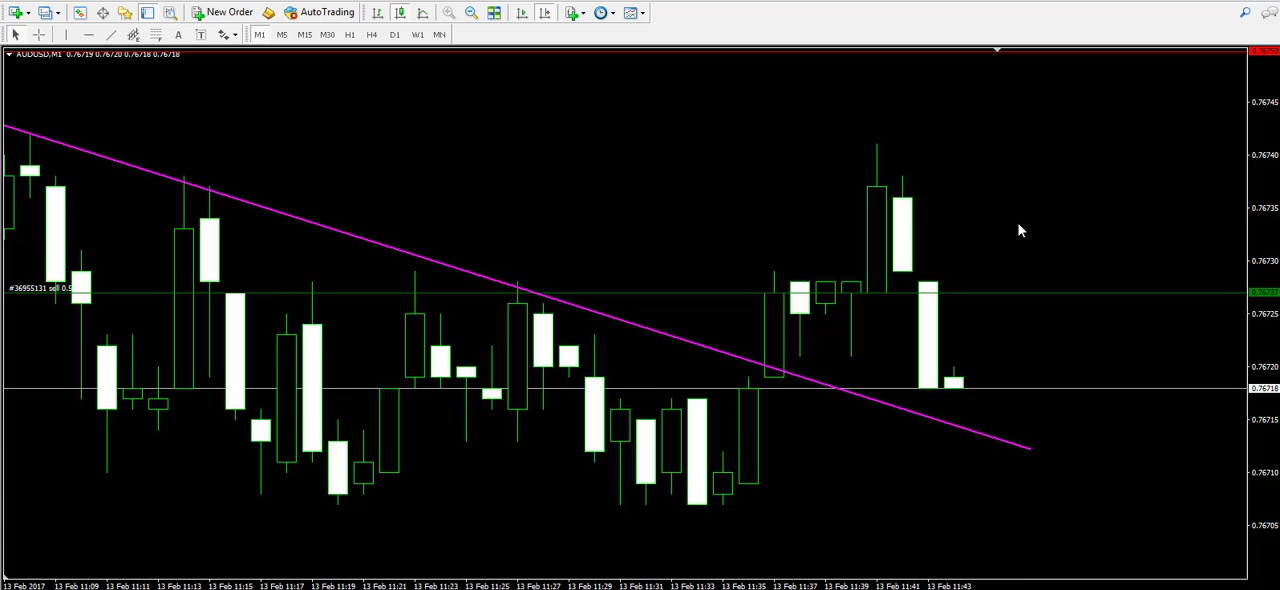 New Order AutoTrading
A T M1 M5 M15 M30 H1 H4 D1 W1 MN
AUDUSD,M1 0.76719 0.76720 0.76718 0.76718
0.76750
0.76745
0.76740
0.76735
0.76730
#36955131 sell 0.5
0.76727
0.76725
0.76720
0.76718
0.76715
0.76710
0.76705
13 Feb 2017 13 Feb 11:09 13 Feb 11:11 13 Feb 11:13 13 Feb 11:15 13 Feb 11:17 13 Feb 11:19 13 Feb 11:21 13 Feb 11:23 13 Feb 11:25 13 Feb 11:27 13 Feb 11:29 13 Feb 11:31 13 Feb 11:33 13 Feb 11:35 13 Feb 11:37 13 Feb 11:39 13 Feb 11:41 13 Feb 11:43